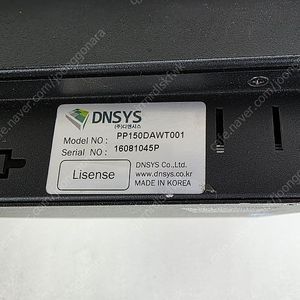 DNSYS
(주)디엔시스
MODEL NO : PP150DAWT001
SERIAL NO : 16081045P
Lisense
DNSYS Co.,Ltd.
www.dnsys.co.kr
MADE IN KOREA